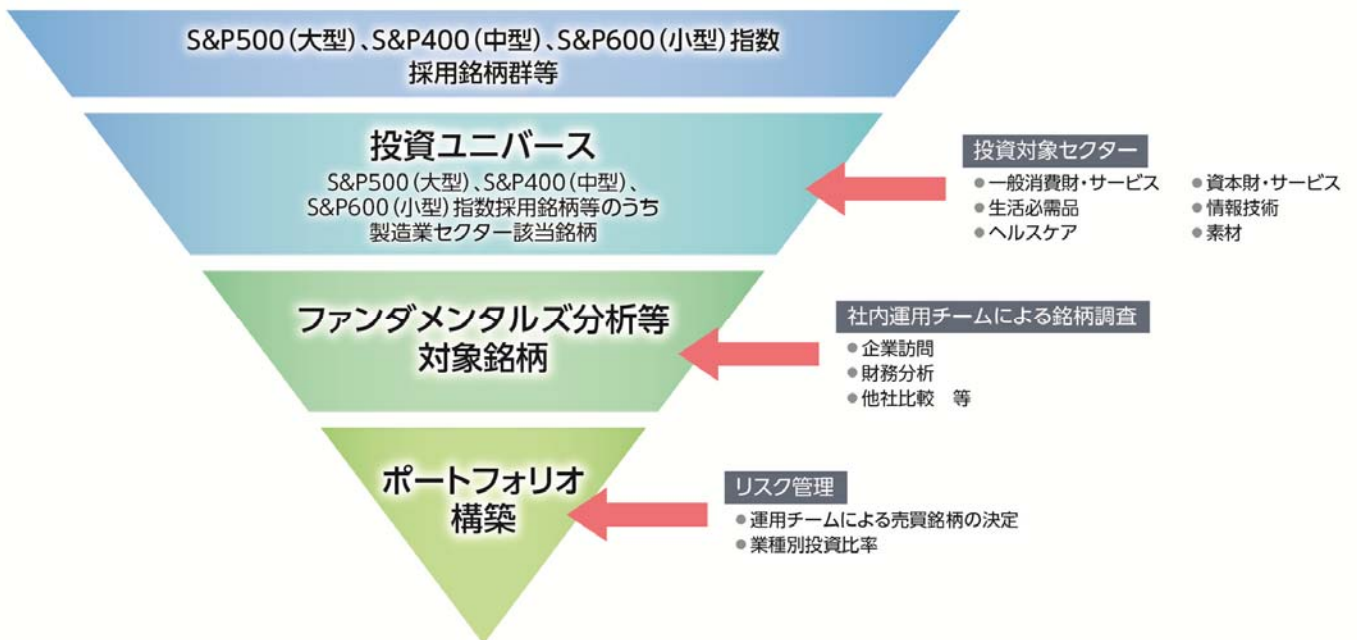 S&P500(大型)、S&P400(中型)、S&P600(小型)指数
採用銘柄群等
投資ユニバース
S&P500(大型)、S&P400(中型)、
S&P600(小型)指数採用銘柄等のうち
製造業セクター該当銘柄
投資対象セクター
●一般消費財・サービス ●資本財・サービス
●生活必需品 ●情報技術
●ヘルスケア ●素材
ファンダメンタルズ分析等
対象銘柄
社内運用チームによる銘柄調査
●企業訪問
●財務分析
●他社比較 等
ポートフォリオ
構築
リスク管理
●運用チームによる売買銘柄の決定
●業種別投資比率